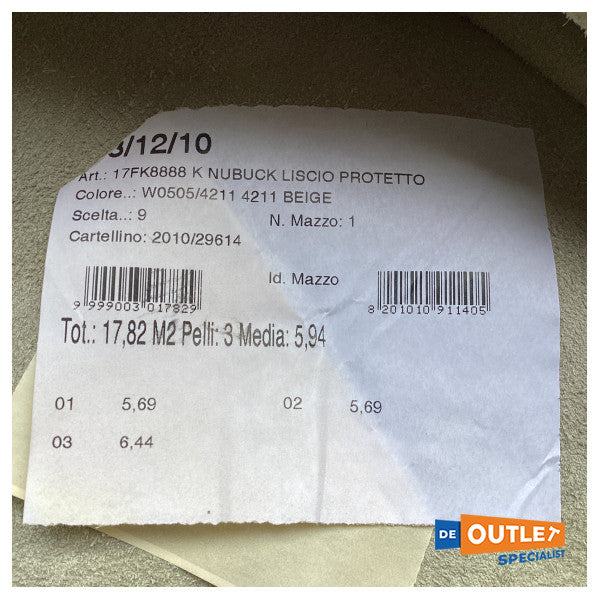 3/12/10
Art.: 17FK8888 K NUBUCK LISCIO PROTETTO
Colore..: W0505/4211 4211 BEIGE
Scelta..: 9 N. Mazzo: 1
Cartellino: 2010/29614
Id. Mazzo
9 999003 017829
8 201010 911405
Tot.: 17,82 M2 Pelli: 3 Media: 5,94
01 5,69 02 5,69
03 6,44
DE OUTLET
SPECIALIST